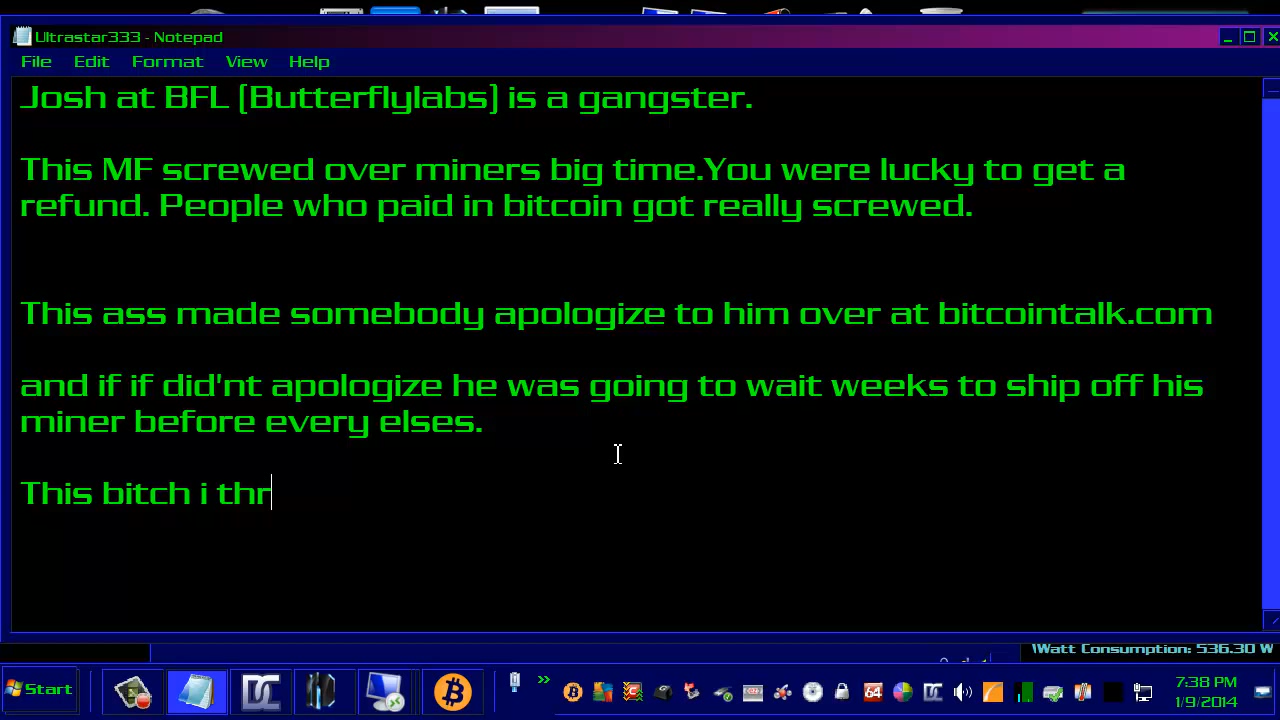 Ultrastar333 - Notepad
File Edit Format View Help
Josh at BFL (Butterflylabs) is a gangster.
This MF screwed over miners big time.You were lucky to get a
refund. People who paid in bitcoin got really screwed.
This ass made somebody apologize to him over at bitcointalk.com
and if if did'nt apologize he was going to wait weeks to ship off his
miner before every elses.
This bitch i thr
Watt Consumption: 536.30 W
Start
64
DC
7:38 PM
1/9/2014